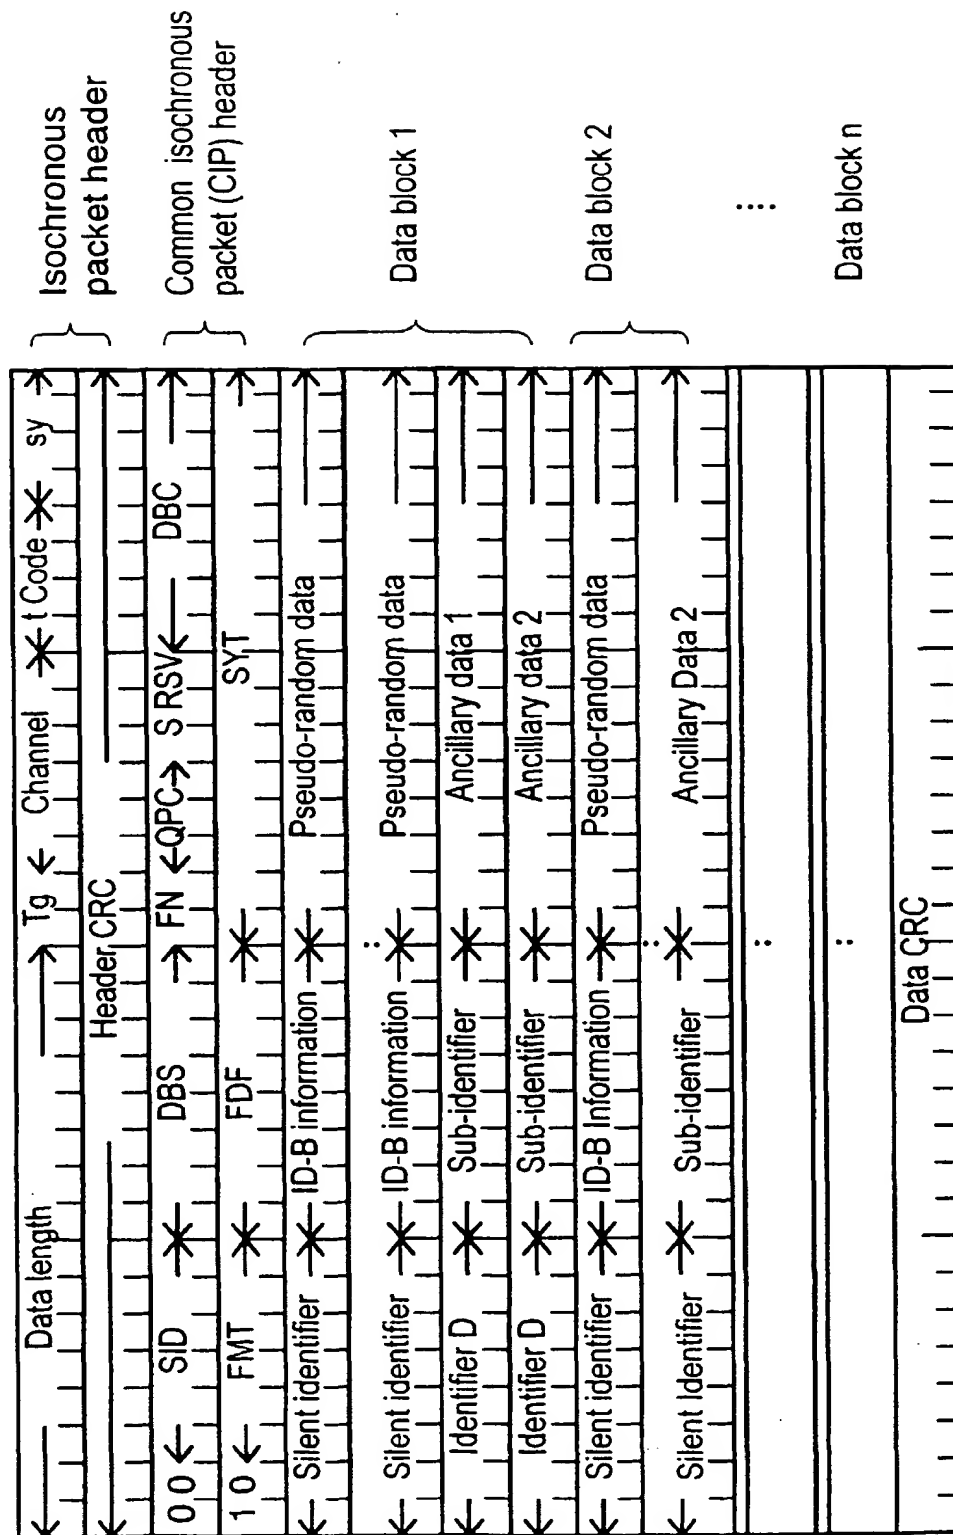 Data length Tg Channel t Code sy
Isochronous
packet header
Header CRC
0 0 SID DBS FN QPC S RSV DBC
Common isochronous
packet (CIP) header
1 0 FMT FDF SYT
Silent identifier ID-B information Pseudo-random data
Silent identifier ID-B information Pseudo-random data
Data block 1
Identifier D Sub-identifier Ancillary data 1
Identifier D Sub-identifier Ancillary data 2
Silent identifier ID-B Information Pseudo-random data
Data block 2
Silent Identifier Sub-identifier Ancillary Data 2
Data block n
Data CRC